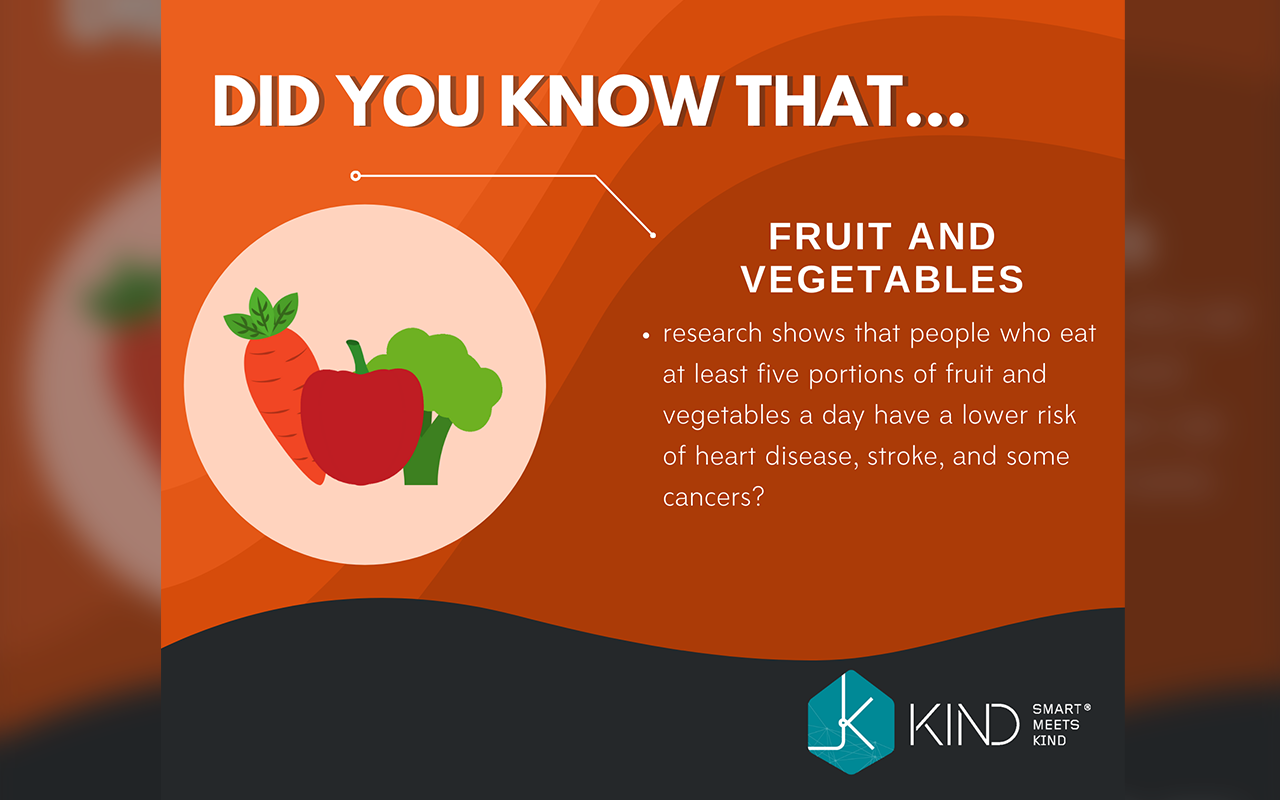 DID YOU KNOW THAT...
FRUIT AND
VEGETABLES
• research shows that people who eat
at least five portions of fruit and
vegetables a day have a lower risk
of heart disease, stroke, and some
cancers?
KIND
SMART®
MEETS
KIND